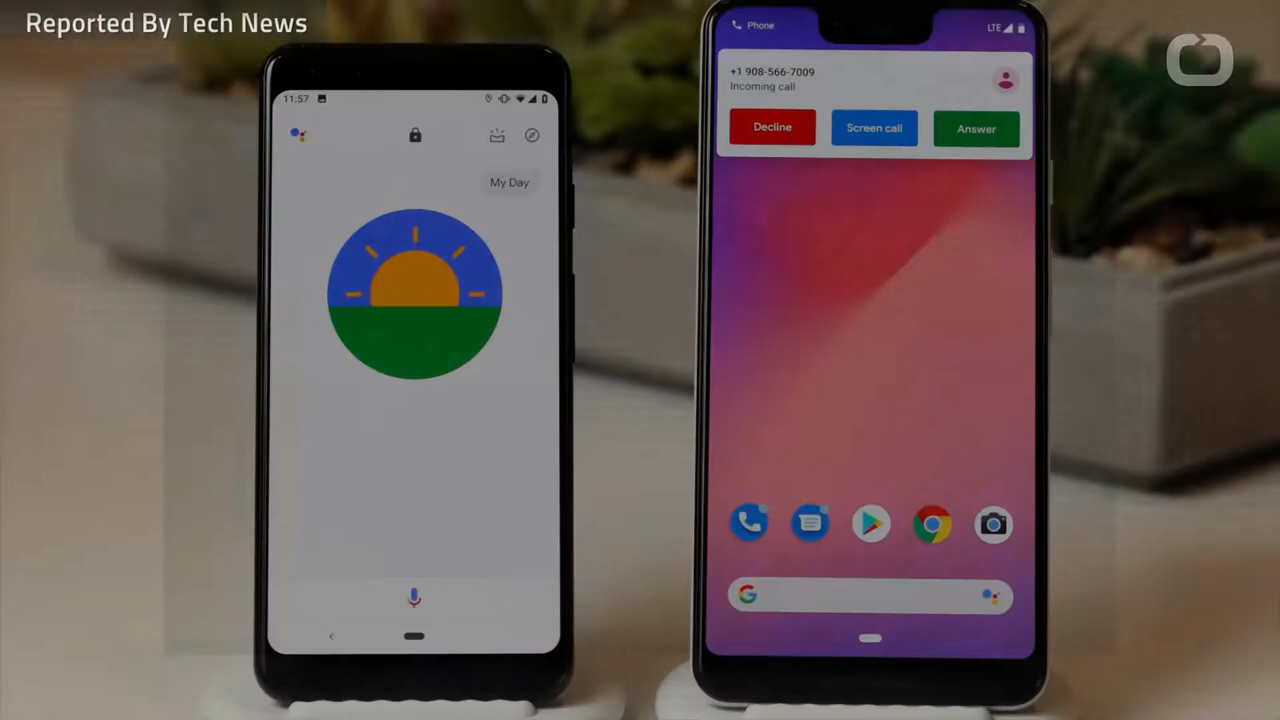 Reported By Tech News
11:57
My Day
Phone
LTE
+1 908-566-7009
Incoming call
Decline
Screen call
Answer